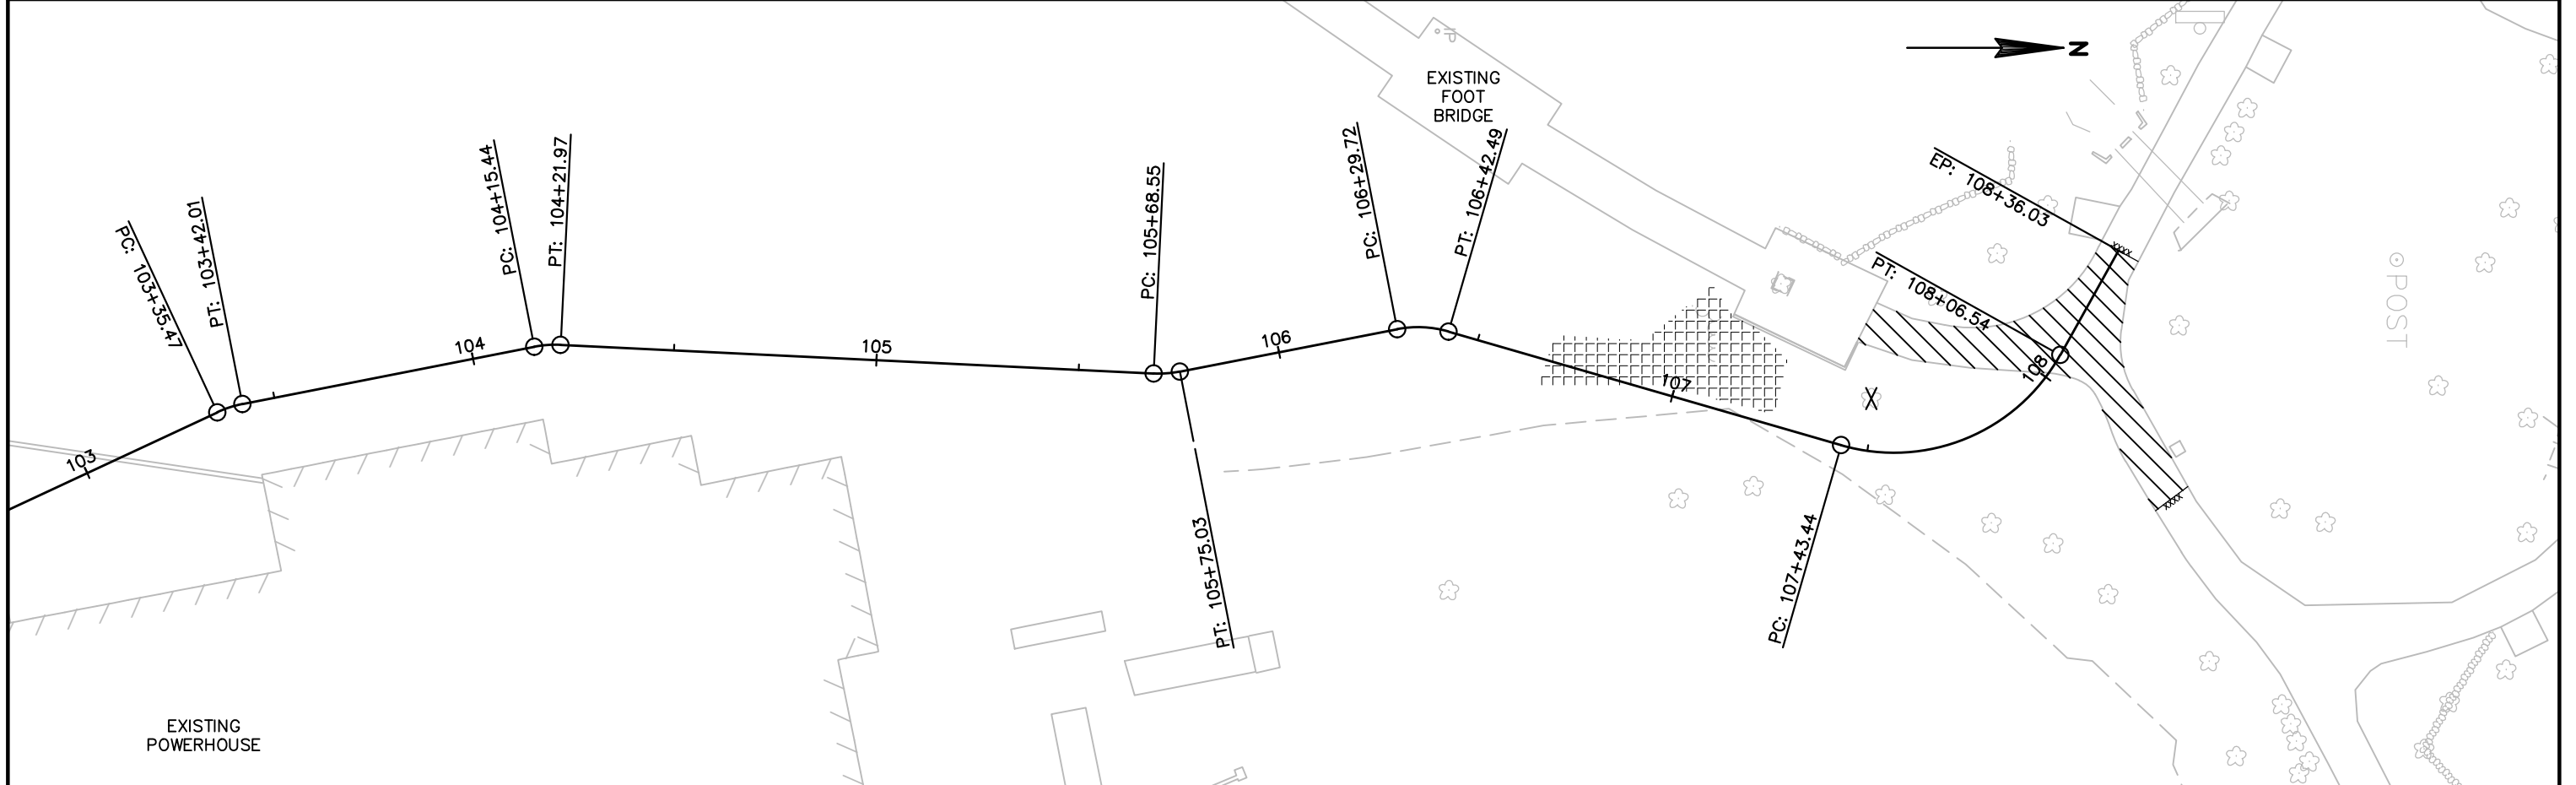 EXISTING
FOOT
BRIDGE
N
TP
PC: 103+35.47
PT: 103+42.01
PC: 104+15.44
PT: 104+21.97
PC: 105+68.55
PT: 105+75.03
PC: 106+29.72
PT: 106+42.49
PC: 107+43.44
PT: 108+06.54
EP: 108+36.03
103
104
105
106
107
108
POST
EXISTING
POWERHOUSE